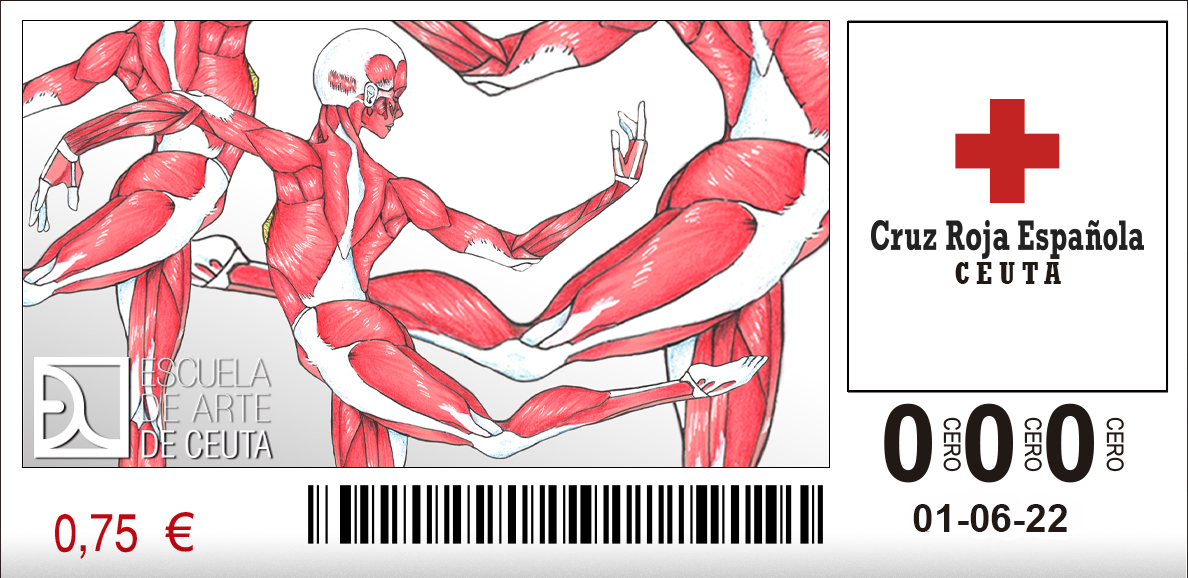 ESCUELA
DE ARTE
DE CEUTA
0,75 €
Cruz Roja Española
CEUTA
0 CERO 0 CERO 0 CERO
01-06-22